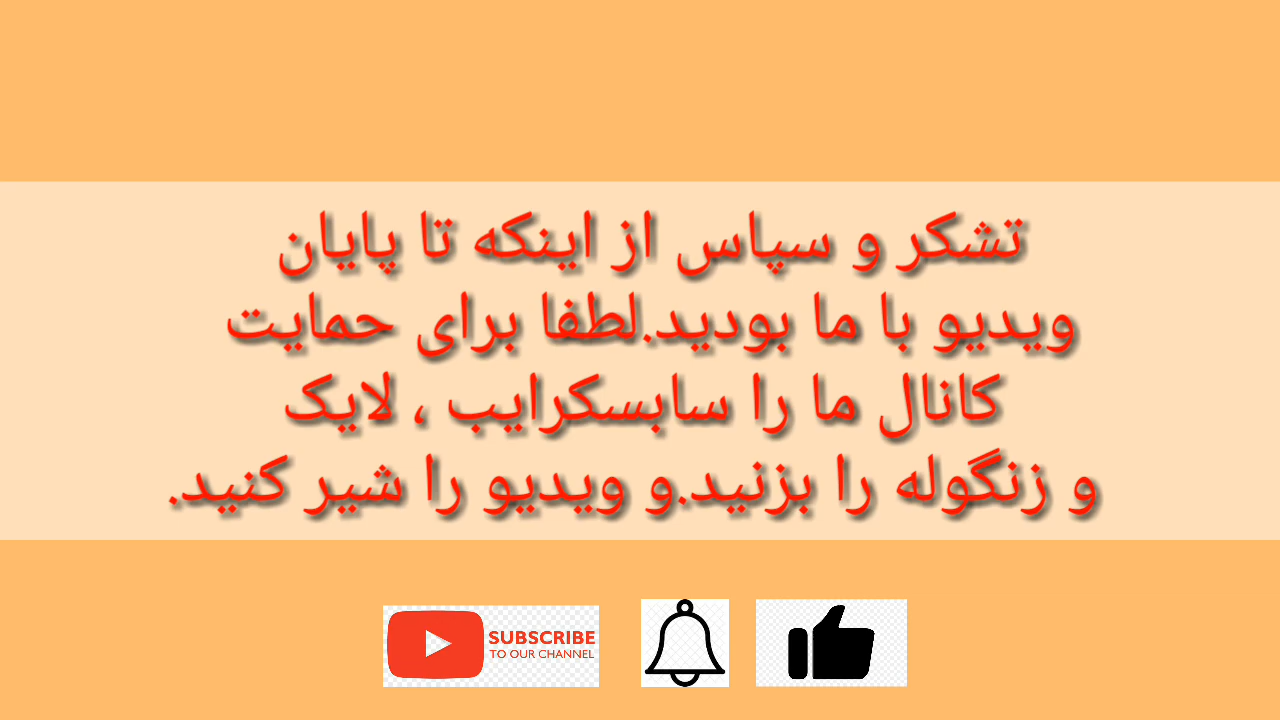 تشکر و سپاس از اینکه تا پایان
ویدیو با ما بودید.لطفا برای حمایت
کانال ما را سابسکرایب ، لایک
و زنگوله را بزنید.و ویدیو را شیر کنید.
SUBSCRIBE
TO OUR CHANNEL